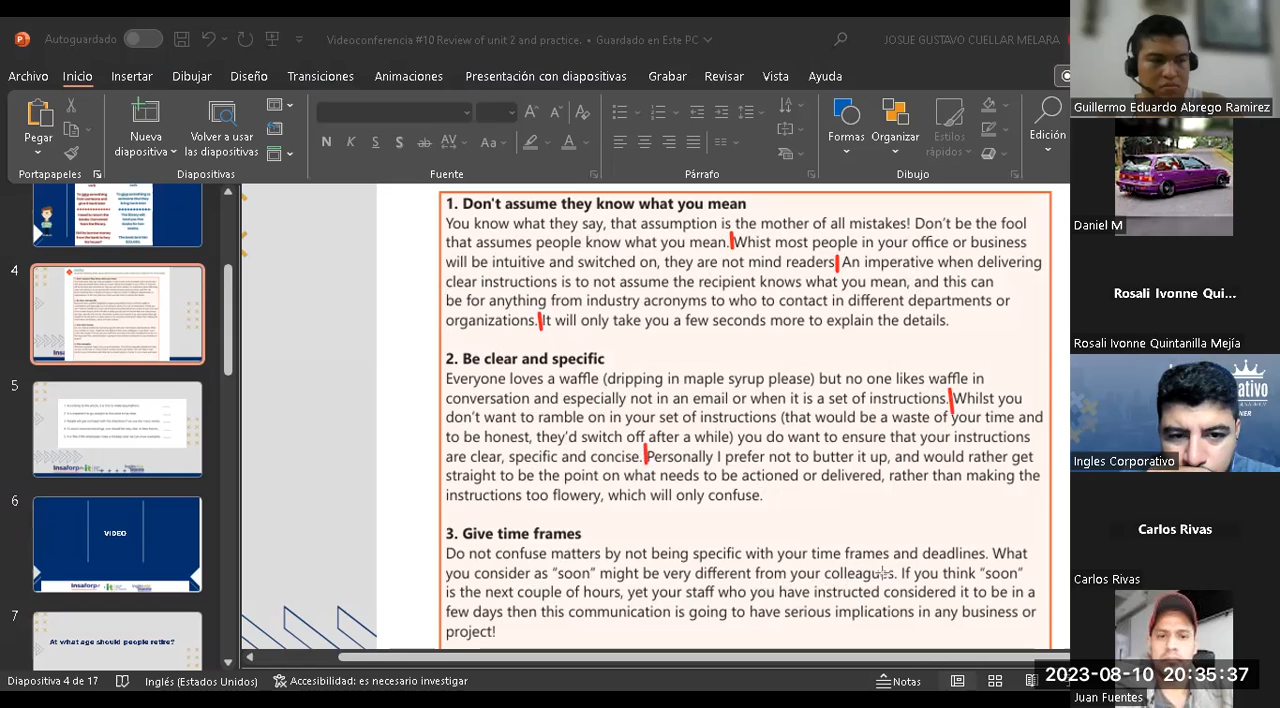 Autoguardado
Videoconferencia #10 Review of unit 2 and practice. • Guardado en Este PC
JOSUE GUSTAVO CUELLAR MELARA
Archivo Inicio Insertar Dibujar Diseño Transiciones Animaciones Presentación con diapositivas Grabar Revisar Vista Ayuda
Pegar
Nueva diapositiva
Volver a usar las diapositivas
N K S S ab AV Aa A
Formas Organizar Estilos rápidos Edición
Portapapeles Diapositivas Fuente Párrafo Dibujo
4
5
6
VIDEO
7
At what age should people retire?
1. Don't assume they know what you mean
You know what they say, that assumption is the mother of all mistakes! Don't be the fool
that assumes people know what you mean. Whist most people in your office or business
will be intuitive and switched on, they are not mind readers. An imperative when delivering
clear instructions is to not assume the recipient knows what you mean, and this can
be for anything from industry acronyms to who to contact in different departments or
organizations. It will only take you a few seconds more to explain the details.
2. Be clear and specific
Everyone loves a waffle (dripping in maple syrup please) but no one likes waffle in
conversation and especially not in an email or when it is a set of instructions. Whilst you
don't want to ramble on in your set of instructions (that would be a waste of your time and
to be honest, they'd switch off after a while) you do want to ensure that your instructions
are clear, specific and concise. Personally I prefer not to butter it up, and would rather get
straight to be the point on what needs to be actioned or delivered, rather than making the
instructions too flowery, which will only confuse.
3. Give time frames
Do not confuse matters by not being specific with your time frames and deadlines. What
you consider as “soon” might be very different from your colleagues. If you think “soon”
is the next couple of hours, yet your staff who you have instructed considered it to be in a
few days then this communication is going to have serious implications in any business or
project!
Diapositiva 4 de 17
Inglés (Estados Unidos)
Accesibilidad: es necesario investigar
Notas
Guillermo Eduardo Abrego Ramirez
Daniel M
Rosali Ivonne Qui...
Rosali Ivonne Quintanilla Mejía
Ingles Corporativo
Carlos Rivas
Carlos Rivas
2023-08-10 20:35:37
Juan Fuentes